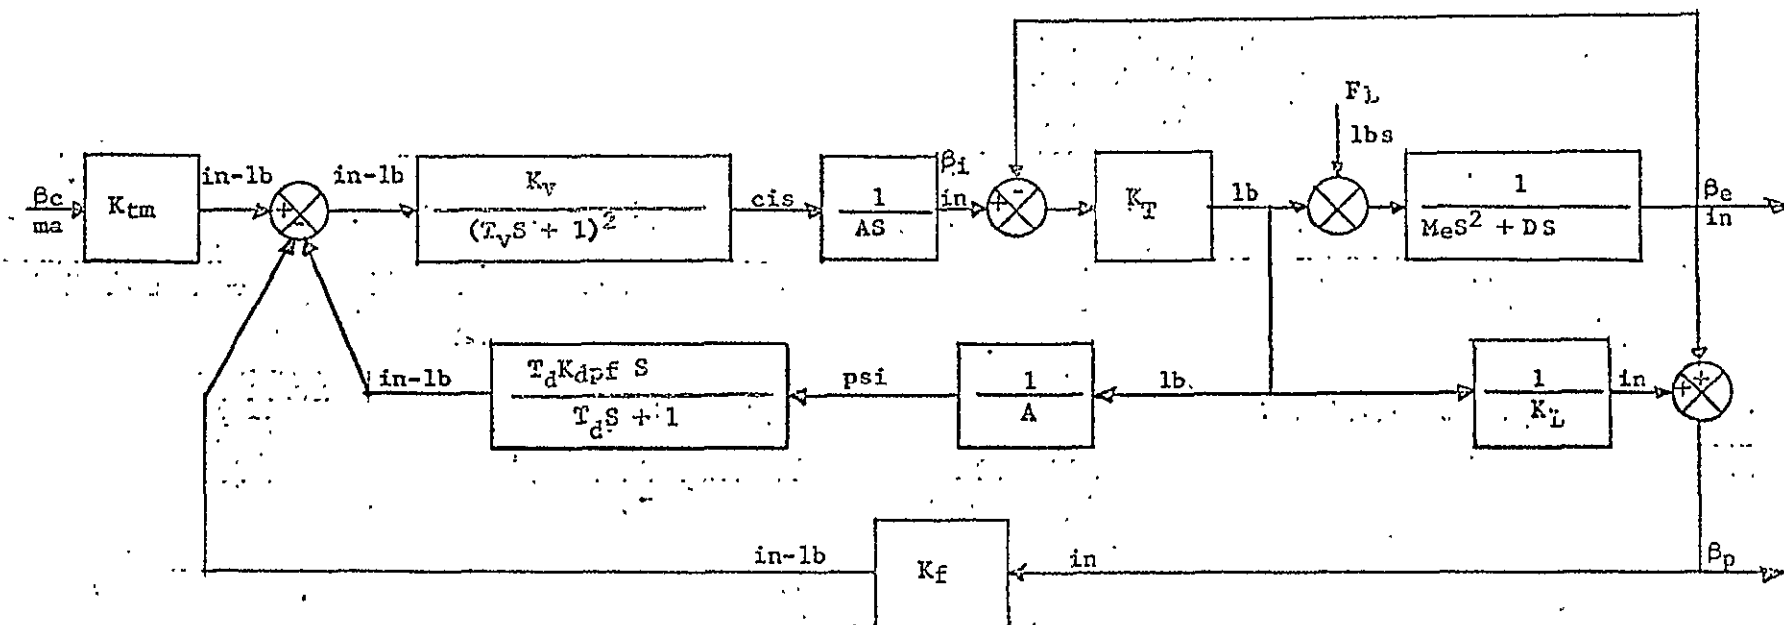 βc
ma
Ktm
in-lb
+
-
in-lb
Kv
(TvS + 1)²
cis
1
AS
βi
in
+
-
KT
lb
FL
lbs
1
MeS² + DS
βe
in
in-lb
TdKdpf S
TdS + 1
psi
1
A
lb
1
KL
in
+
+
in-lb
Kf
in
βp